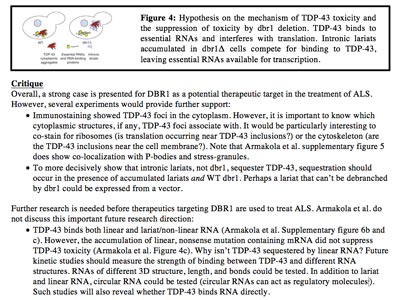 WT
dbr1Δ
TDP-43
cytoplasmic
aggregates
Essential RNAs
and RNA-binding
proteins
Intronic
lariats
Figure 4: Hypothesis on the mechanism of TDP-43 toxicity and
the suppression of toxicity by dbr1 deletion. TDP-43 binds to
essential RNAs and interferes with translation. Intronic lariats
accumulated in dbr1Δ cells compete for binding to TDP-43,
leaving essential RNAs available for transcription.
Critique
Overall, a strong case is presented for DBR1 as a potential therapeutic target in the treatment of ALS.
However, several experiments would provide further support:
• Immunostaining showed TDP-43 foci in the cytoplasm. However, it is important to know which
cytoplasmic structures, if any, TDP-43 foci associate with. It would be particularly interesting
to co-stain for ribosomes (is translation occurring near TDP-43 inclusions?) or the cytoskeleton (are
the TDP-43 inclusions near the cell membrane?). Note that Armakola et al. supplementary figure 5
does show co-localization with P-bodies and stress-granules.
• To more decisively show that intronic lariats, not dbr1, sequester TDP-43, sequestration should
occur in the presence of accumulated lariats and WT dbr1. Perhaps a lariat that can't be debranched
by dbr1 could be expressed from a vector.
Further research is needed before therapeutics targeting DBR1 are used to treat ALS. Armakola et al. do
not discuss this important future research direction:
• TDP-43 binds both linear and lariat/non-linear RNA (Armakola et al. Supplementary figure 6b and
c). However, the accumulation of linear, nonsense mutation containing mRNA did not suppress
TDP-43 toxicity (Armakola et al. Figure 4c). Why isn't TDP-43 sequestered by linear RNA? Future
kinetic studies should measure the strength of binding between TDP-43 and different RNA
structures. RNAs of different 3D structure, length, and bonds could be tested. In addition to lariat
and linear RNA, circular RNA could be tested (circular RNAs can act as regulatory molecules!).
Such studies will also reveal whether TDP-43 binds RNA directly.